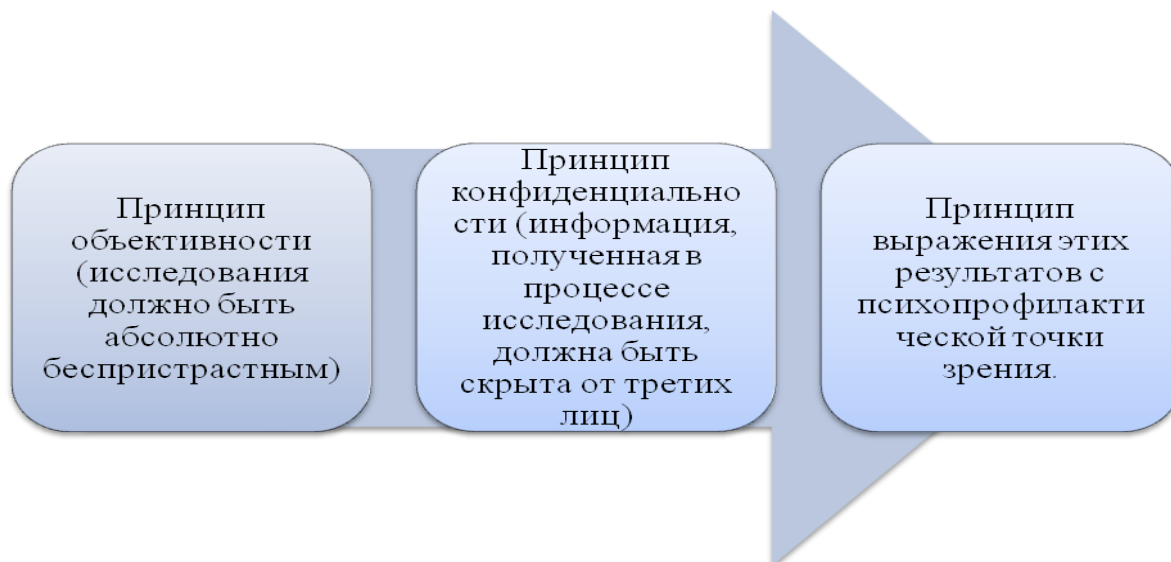 Принцип
объективности
(исследования
должно быть
абсолютно
беспристрастным)
Принцип
конфиденциально
сти (информация,
полученная в
процессе
исследования,
должна быть
скрыта от третих
лиц)
Принцип
выражения этих
результатов с
психопрофилакти
ческой точки
зрения.